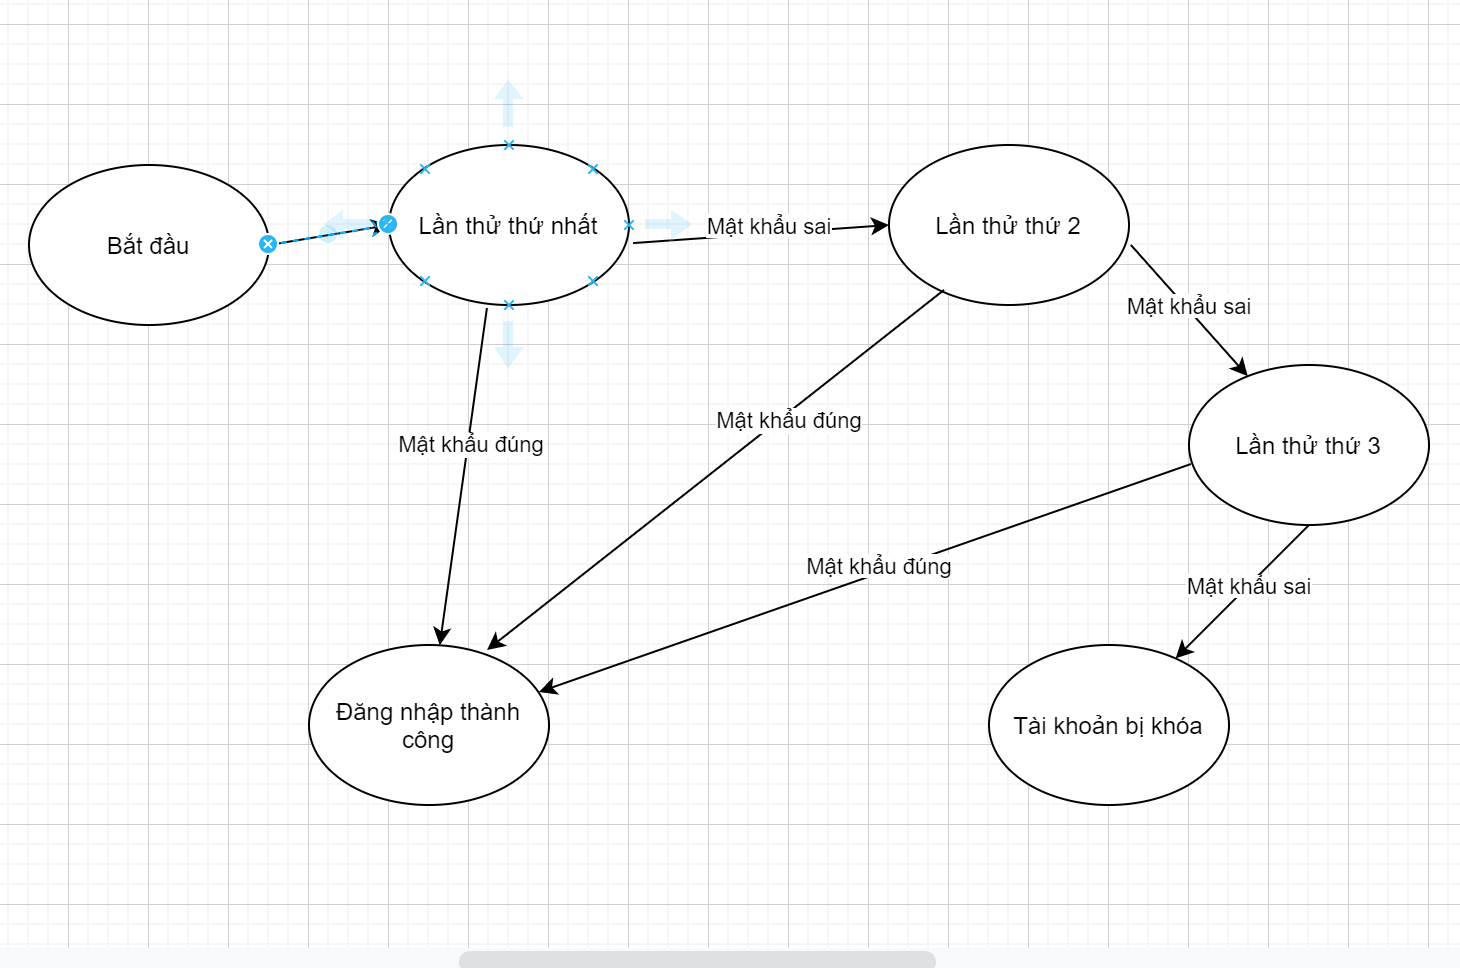 Bắt đầu
Lần thử thứ nhất
Mật khẩu sai
Lần thử thứ 2
Mật khẩu sai
Mật khẩu đúng
Mật khẩu đúng
Lần thử thứ 3
Mật khẩu đúng
Mật khẩu sai
Đăng nhập thành
công
Tài khoản bị khóa